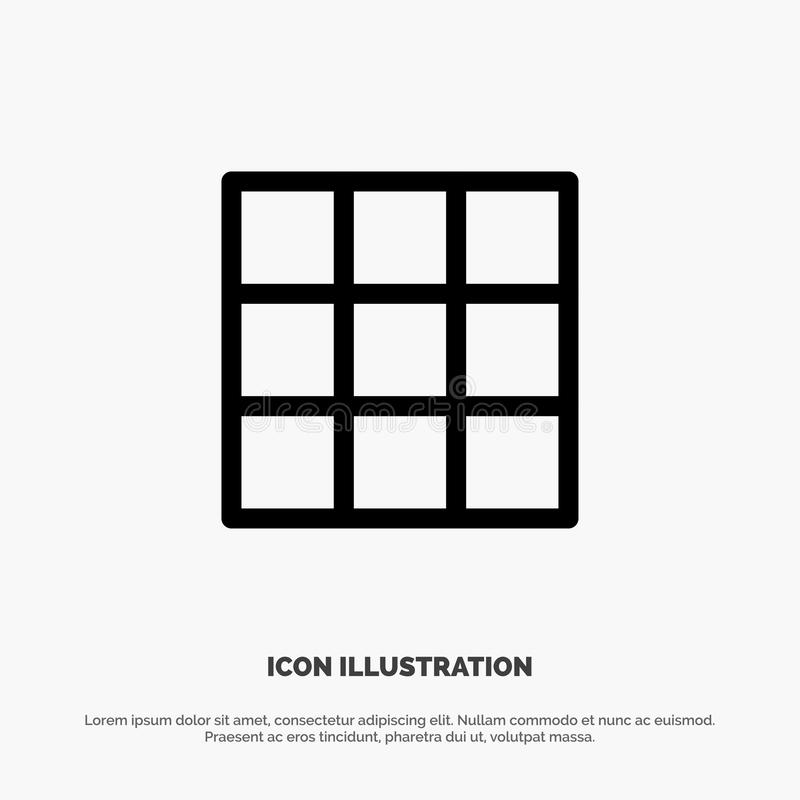 dreamstime.
ICON ILLUSTRATION
Lorem ipsum dolor sit amet, consectetur adipiscing elit. Nullam commodo et nunc ac euismod.
Praesent ac eros tincidunt, pharetra dui ut, volutpat massa.